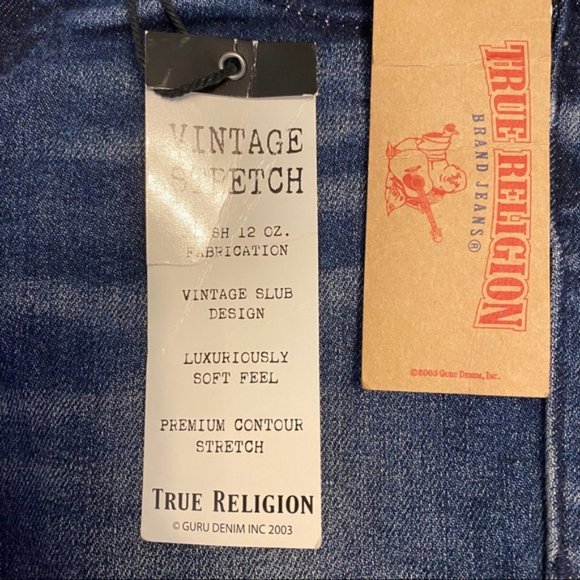 VINTAGE
STRETCH
12 OZ.
FABRICATION
VINTAGE SLUB
DESIGN
LUXURIOUSLY
SOFT FEEL
PREMIUM CONTOUR
STRETCH
TRUE RELIGION
© GURU DENIM INC 2003
TRUE RELIGION
BRAND JEANS®
©2003 GURU DENIM, INC.